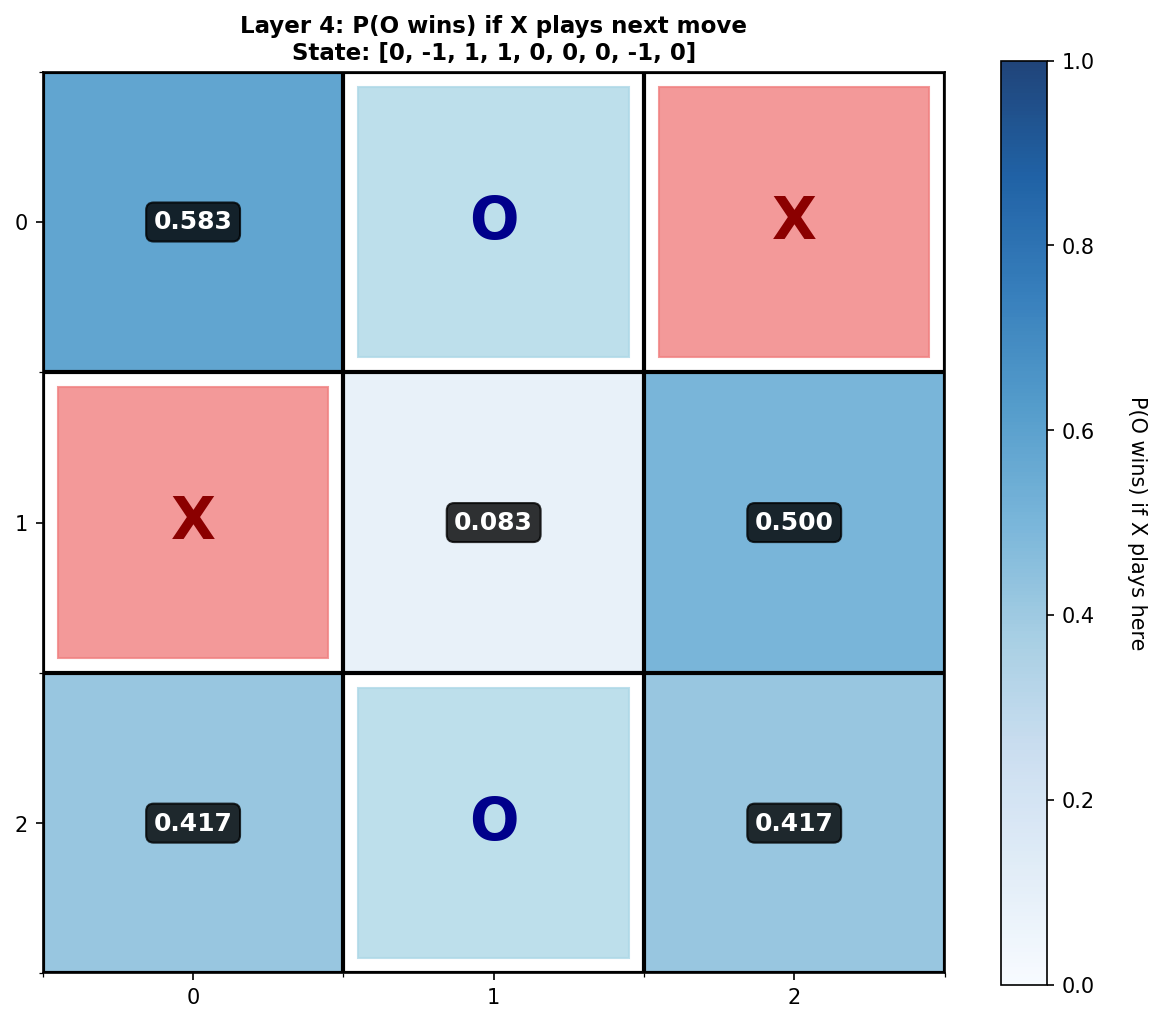 Layer 4: P(O wins) if X plays next move
State: [0, -1, 1, 1, 0, 0, 0, -1, 0]
0
0.583
O
X
1
X
0.083
0.500
2
0.417
O
0.417
0
1
2
1.0
0.8
0.6
0.4
0.2
0.0
P(O wins) if X plays here